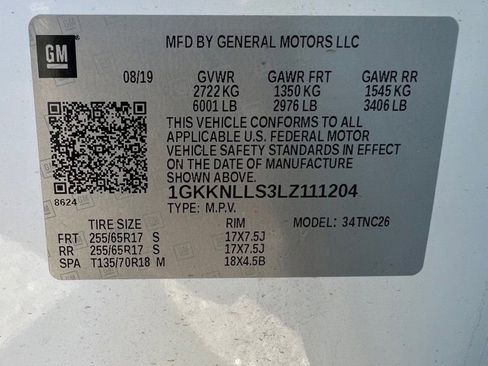 GM
MFD BY GENERAL MOTORS LLC
08/19 GVWR GAWR FRT GAWR RR
2722 KG 1350 KG 1545 KG
6001 LB 2976 LB 3406 LB
THIS VEHICLE CONFORMS TO ALL
APPLICABLE U.S. FEDERAL MOTOR
VEHICLE SAFETY STANDARDS IN EFFECT
ON THE DATE OF MANUFACTURE
SHOWN ABOVE.
8624
1GKKNLLS3LZ111204
TYPE: M.P.V. MODEL: 34TNC26
TIRE SIZE RIM
FRT 255/65R17 S 17X7.5J
RR 255/65R17 S 17X7.5J
SPA T135/70R18 M 18X4.5B